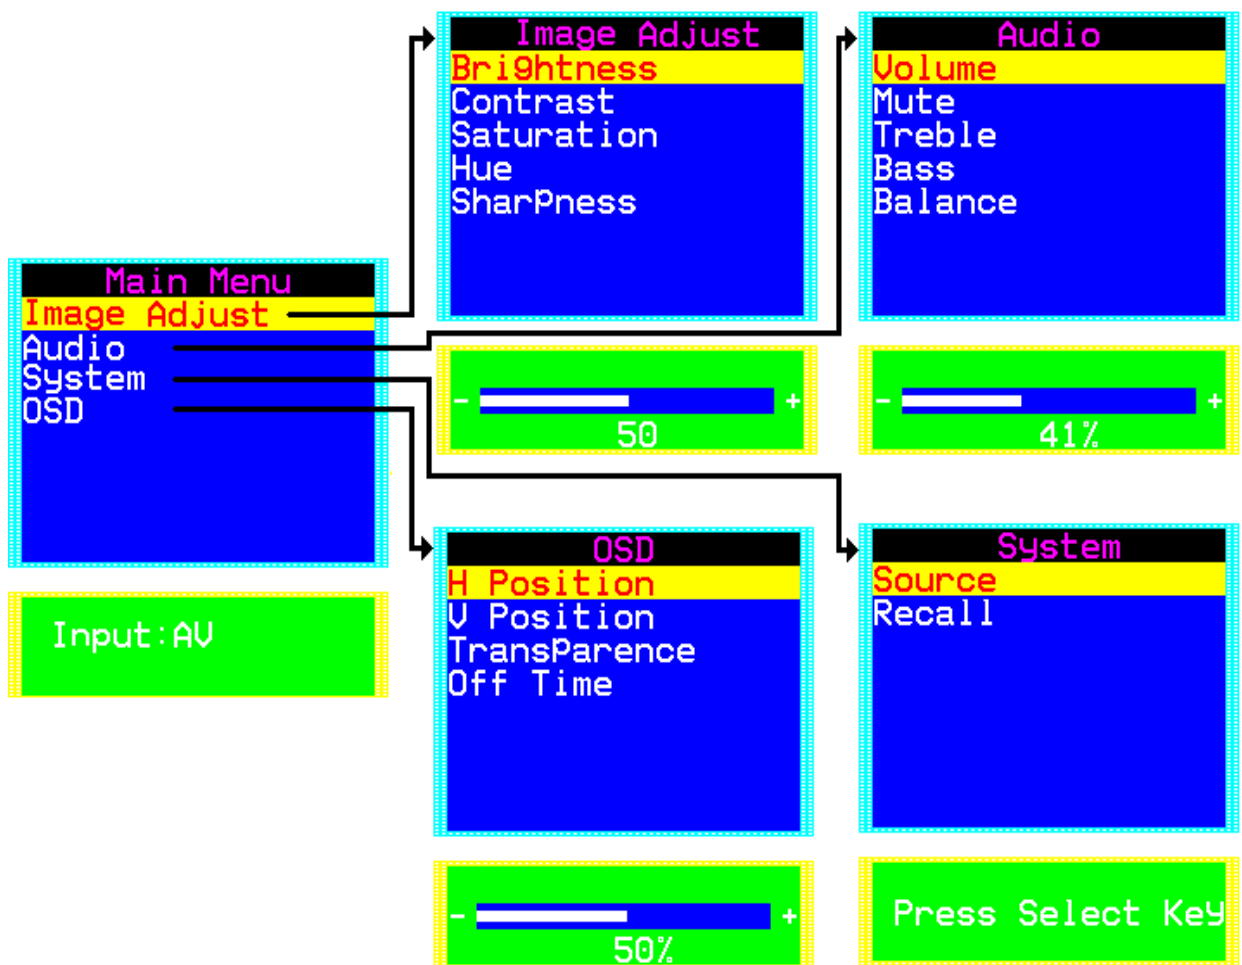 Main Menu
Image Adjust
Audio
System
OSD
Input:AV
Image Adjust
Brightness
Contrast
Saturation
Hue
SharPness
- +
50
Audio
Volume
Mute
Treble
Bass
Balance
- +
41%
OSD
H Position
V Position
TransParence
Off Time
- +
50%
System
Source
Recall
Press Select Key